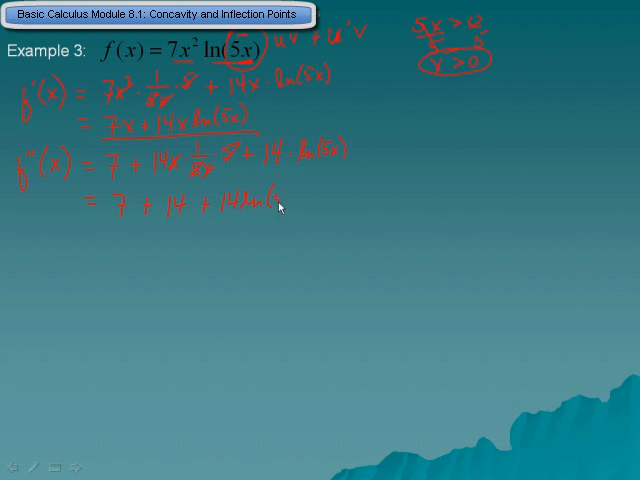 Basic Calculus Module 8.1: Concavity and Inflection Points
Example 3: f(x) = 7x² ln(5x) uv' + u'v
5x > 0
5 5
x > 0
f'(x) = 7x² · 1/5x · 5 + 14x · ln(5x)
= 7x + 14x ln(5x)
f''(x) = 7 + 14x · 1/5x · 5 + 14 · ln(5x)
= 7 + 14 + 14 ln(5